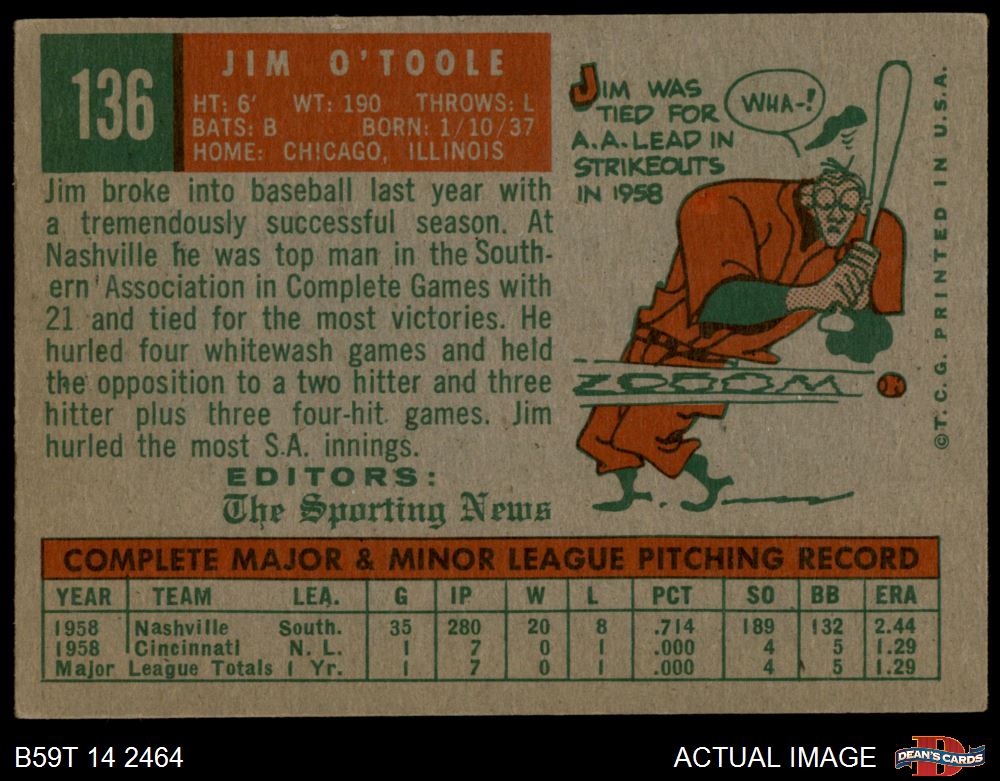 136
JIM O'TOOLE
HT: 6' WT: 190 THROWS: L
BATS: B BORN: 1/10/37
HOME: CHICAGO, ILLINOIS
Jim broke into baseball last year with
a tremendously successful season. At
Nashville he was top man in the South-
ern Association in Complete Games with
21 and tied for the most victories. He
hurled four whitewash games and held
the opposition to a two hitter and three
hitter plus three four-hit games. Jim
hurled the most S.A. innings.
EDITORS:
The Sporting News
JIM WAS
TIED FOR
A.A. LEAD IN
STRIKEOUTS
IN 1958
WHA-!
ZOOOOM
© T. C. G. PRINTED IN U.S.A.
COMPLETE MAJOR & MINOR LEAGUE PITCHING RECORD
YEAR TEAM LEA. G IP W L PCT SO BB ERA
1958 Nashville South. 35 280 20 8 .714 189 132 2.44
1958 Cincinnati N. L. 1 7 0 1 .000 4 5 1.29
Major League Totals 1 Yr. 1 7 0 1 .000 4 5 1.29
B59T 14 2464
ACTUAL IMAGE
D
DEAN'S CARDS